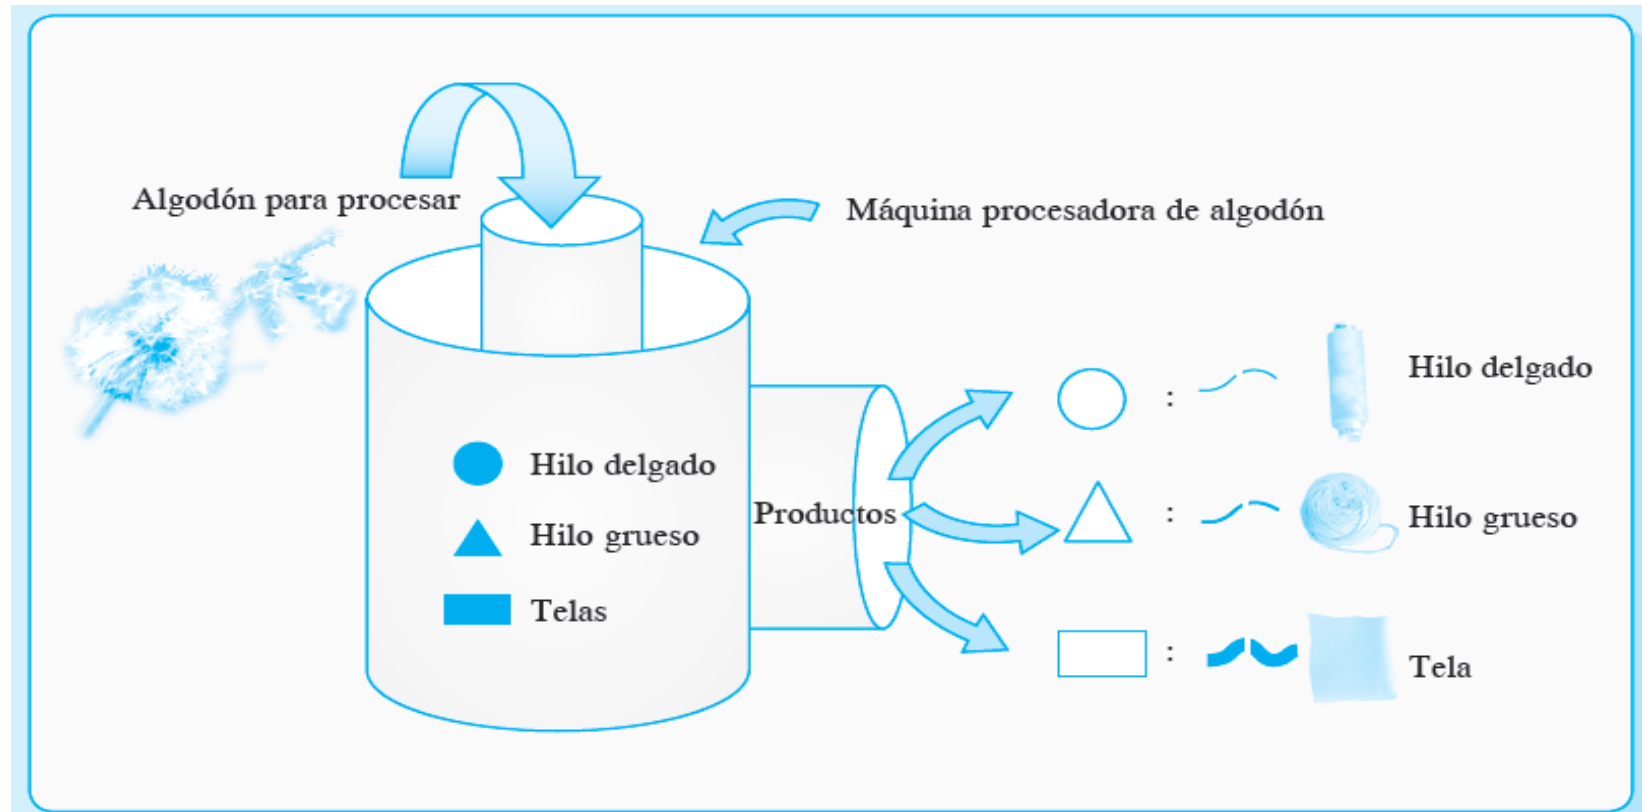 Algodón para procesar
Máquina procesadora de algodón
Hilo delgado
Hilo grueso
Telas
Productos
: Hilo delgado
: Hilo grueso
: Tela